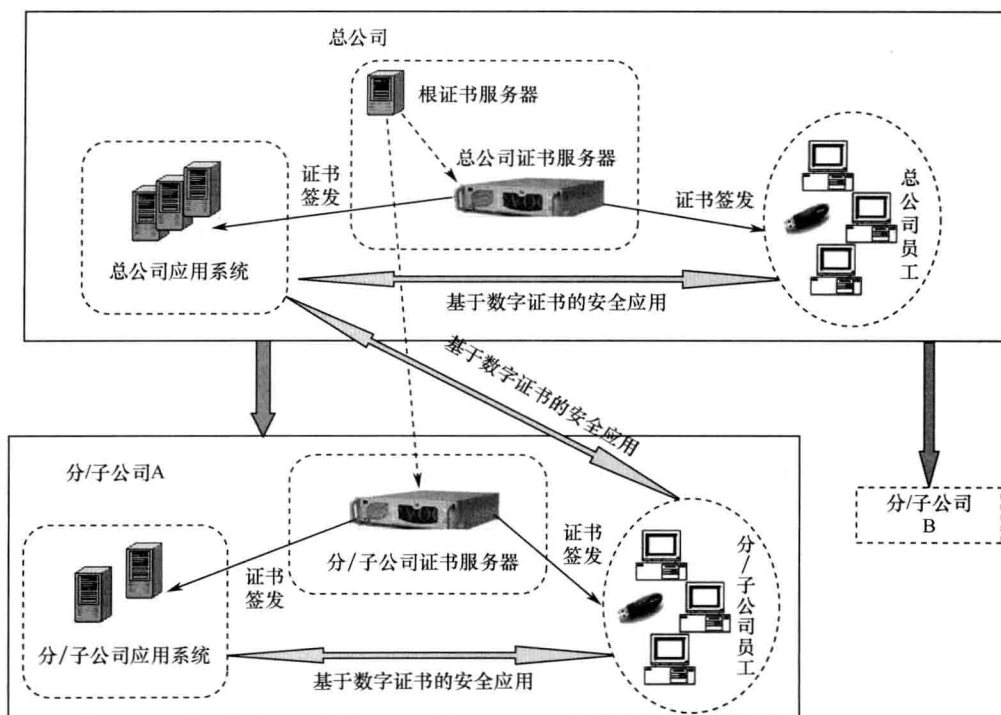 总公司
根证书服务器
总公司证书服务器
证书
签发
证书签发
总公司应用系统
总公司员工
基于数字证书的安全应用
基于数字证书的安全应用
分/子公司A
分/子公司
B
分/子公司证书服务器
证书
签发
证书
签发
分/子公司应用系统
分/子公司员工
基于数字证书的安全应用